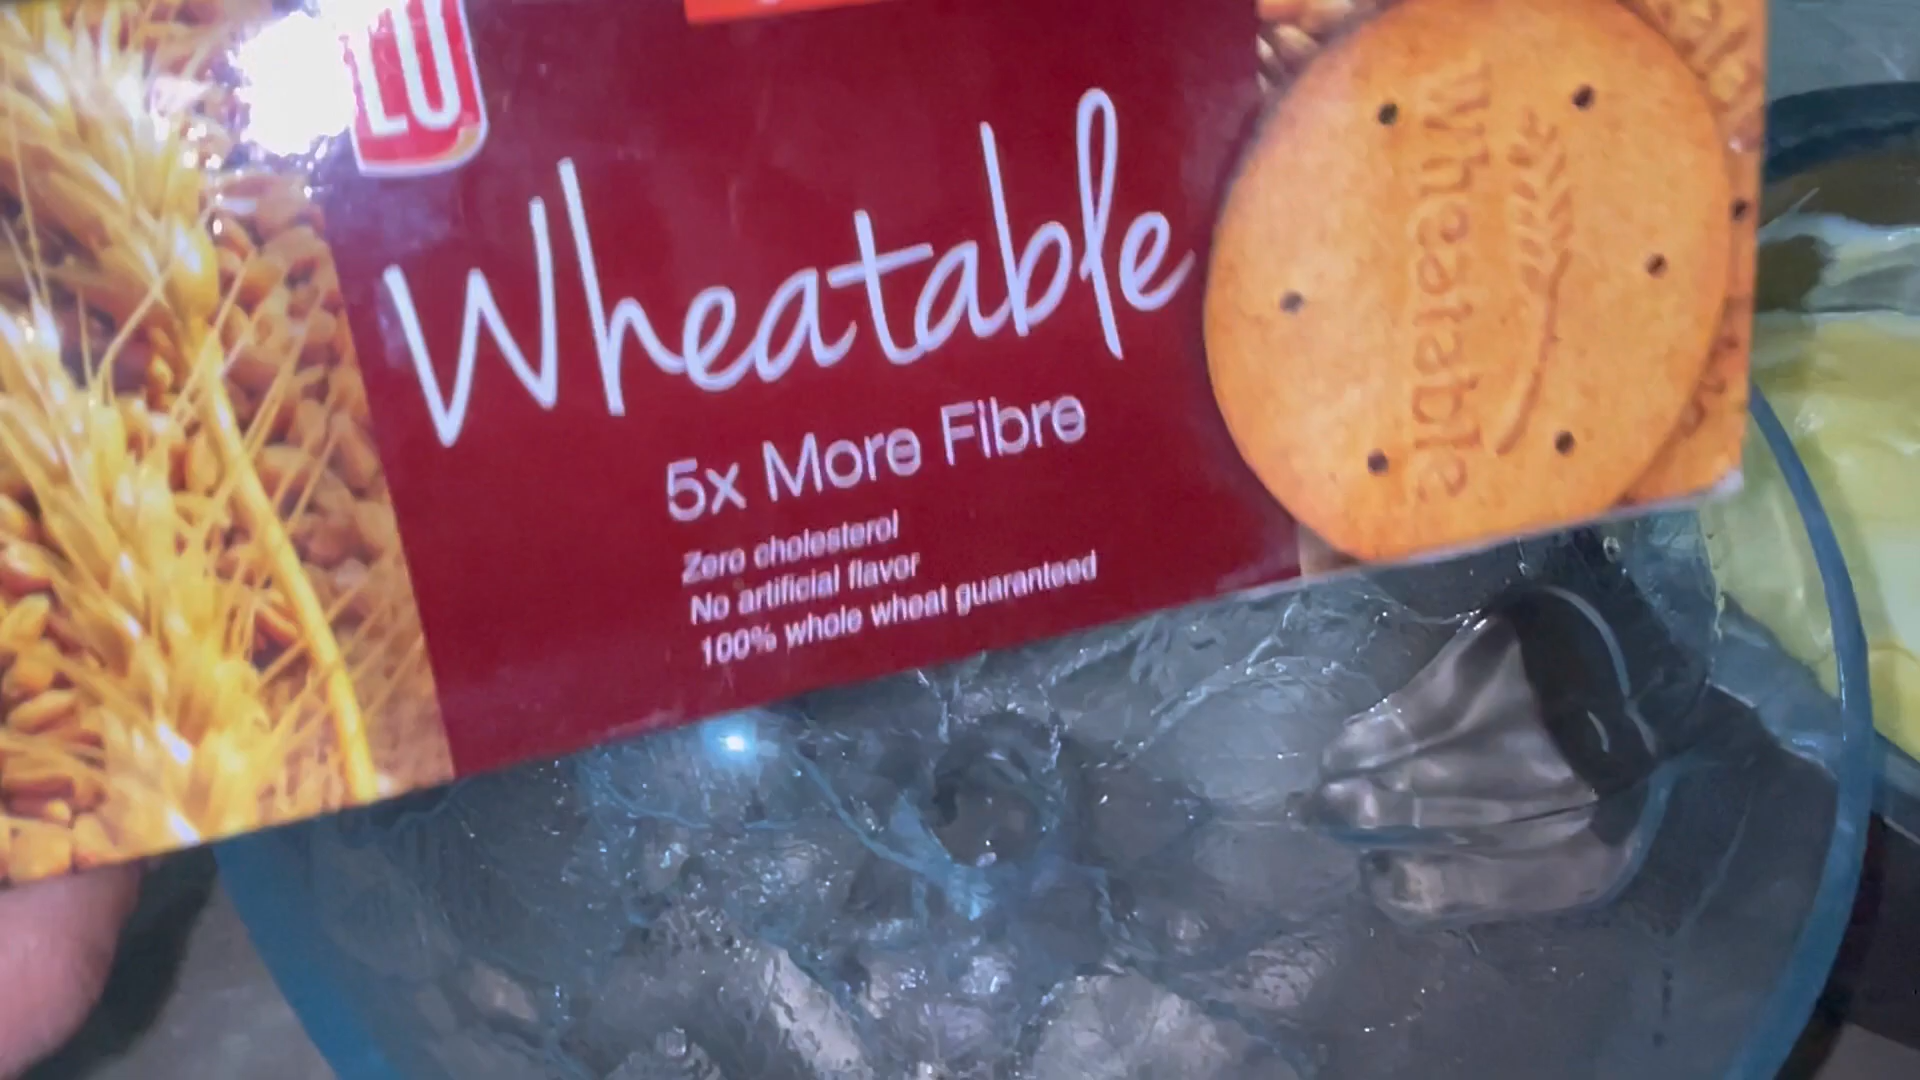 LU
Wheatable
5x More Fibre
Zero cholesterol
No artificial flavor
100% whole wheat guaranteed
Wheatable